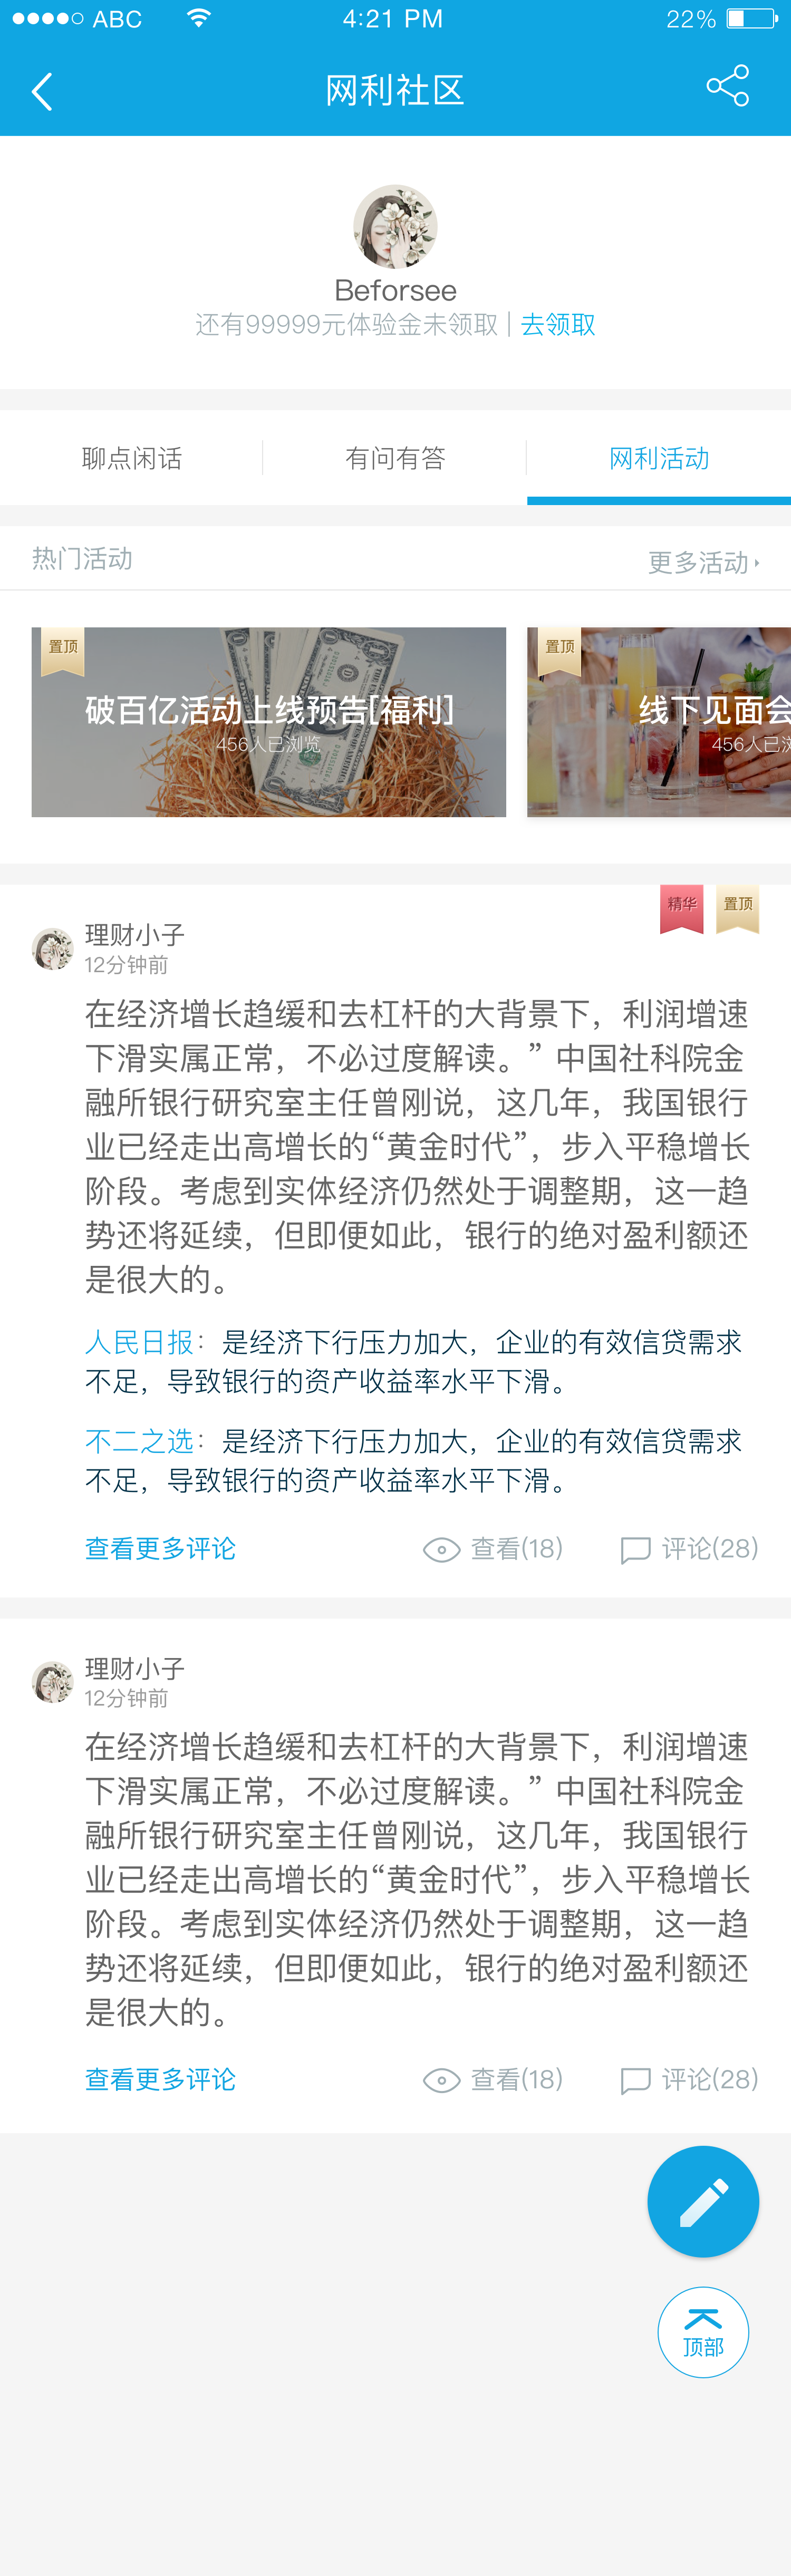 ABC 4:21 PM 22%
网利社区
Beforsee
还有99999元体验金未领取 | 去领取
聊点闲话 有问有答 网利活动
热门活动 更多活动
置顶 置顶
破百亿活动上线预告[福利] 线下见面会
456人已浏览 456人已浏
精华 置顶
理财小子
12分钟前
在经济增长趋缓和去杠杆的大背景下，利润增速
下滑实属正常，不必过度解读。” 中国社科院金
融所银行研究室主任曾刚说，这几年，我国银行
业已经走出高增长的“黄金时代”，步入平稳增长
阶段。考虑到实体经济仍然处于调整期，这一趋
势还将延续，但即便如此，银行的绝对盈利额还
是很大的。
人民日报：是经济下行压力加大，企业的有效信贷需求
不足，导致银行的资产收益率水平下滑。
不二之选：是经济下行压力加大，企业的有效信贷需求
不足，导致银行的资产收益率水平下滑。
查看更多评论 查看(18) 评论(28)
理财小子
12分钟前
在经济增长趋缓和去杠杆的大背景下，利润增速
下滑实属正常，不必过度解读。” 中国社科院金
融所银行研究室主任曾刚说，这几年，我国银行
业已经走出高增长的“黄金时代”，步入平稳增长
阶段。考虑到实体经济仍然处于调整期，这一趋
势还将延续，但即便如此，银行的绝对盈利额还
是很大的。
查看更多评论 查看(18) 评论(28)
顶部